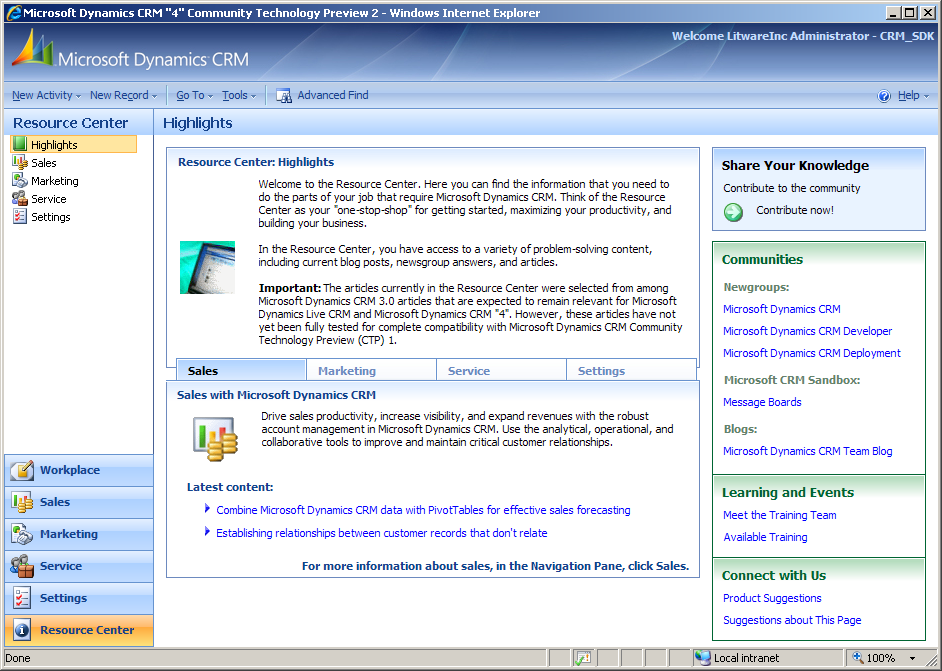 Microsoft Dynamics CRM "4" Community Technology Preview 2 - Windows Internet Explorer
Welcome LitwareInc Administrator - CRM_SDK
Microsoft Dynamics CRM
New Activity New Record Go To Tools Advanced Find Help
Resource Center
Highlights
Sales
Marketing
Service
Settings
Workplace
Sales
Marketing
Service
Settings
Resource Center
Highlights
Resource Center: Highlights
Welcome to the Resource Center. Here you can find the information that you need to
do the parts of your job that require Microsoft Dynamics CRM. Think of the Resource
Center as your "one-stop-shop" for getting started, maximizing your productivity, and
building your business.
In the Resource Center, you have access to a variety of problem-solving content,
including current blog posts, newsgroup answers, and articles.
Important: The articles currently in the Resource Center were selected from among
Microsoft Dynamics CRM 3.0 articles that are expected to remain relevant for Microsoft
Dynamics Live CRM and Microsoft Dynamics CRM "4". However, these articles have not
yet been fully tested for complete compatibility with Microsoft Dynamics CRM Community
Technology Preview (CTP) 1.
Sales Marketing Service Settings
Sales with Microsoft Dynamics CRM
Drive sales productivity, increase visibility, and expand revenues with the robust
account management in Microsoft Dynamics CRM. Use the analytical, operational, and
collaborative tools to improve and maintain critical customer relationships.
Latest content:
Combine Microsoft Dynamics CRM data with PivotTables for effective sales forecasting
Establishing relationships between customer records that don't relate
For more information about sales, in the Navigation Pane, click Sales.
Share Your Knowledge
Contribute to the community
Contribute now!
Communities
Newgroups:
Microsoft Dynamics CRM
Microsoft Dynamics CRM Developer
Microsoft Dynamics CRM Deployment
Microsoft CRM Sandbox:
Message Boards
Blogs:
Microsoft Dynamics CRM Team Blog
Learning and Events
Meet the Training Team
Available Training
Connect with Us
Product Suggestions
Suggestions about This Page
Done Local intranet 100%